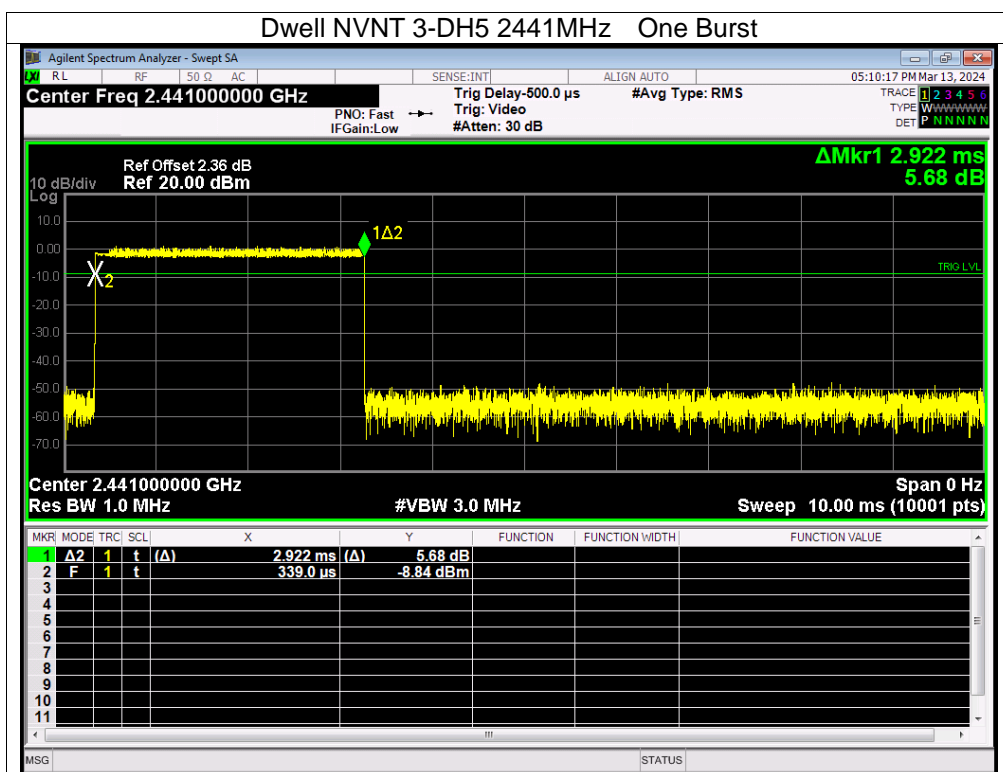 Dwell NVNT 3-DH5 2441MHz One Burst
Agilent Spectrum Analyzer - Swept SA
LXI RL RF 50 Ω AC SENSE:INT ALIGN AUTO 05:10:17 PM Mar 13, 2024
Center Freq 2.441000000 GHz Trig Delay-500.0 µs #Avg Type: RMS TRACE 1 2 3 4 5 6
PNO: Fast Trig: Video TYPE WWWWWW
IFGain:Low #Atten: 30 dB DET P N N N N N
ΔMkr1 2.922 ms
5.68 dB
Ref Offset 2.36 dB
10 dB/div Ref 20.00 dBm
Log
10.0
1Δ2
0.00
TRIG LVL
-10.0
2
-20.0
-30.0
-40.0
-50.0
-60.0
-70.0
Center 2.441000000 GHz Span 0 Hz
Res BW 1.0 MHz #VBW 3.0 MHz Sweep 10.00 ms (10001 pts)
MKR MODE TRC SCL X Y FUNCTION FUNCTION WIDTH FUNCTION VALUE
1 Δ2 1 t (Δ) 2.922 ms (Δ) 5.68 dB
2 F 1 t 339.0 µs -8.84 dBm
3
4
5
6
7
8
9
10
11
MSG STATUS